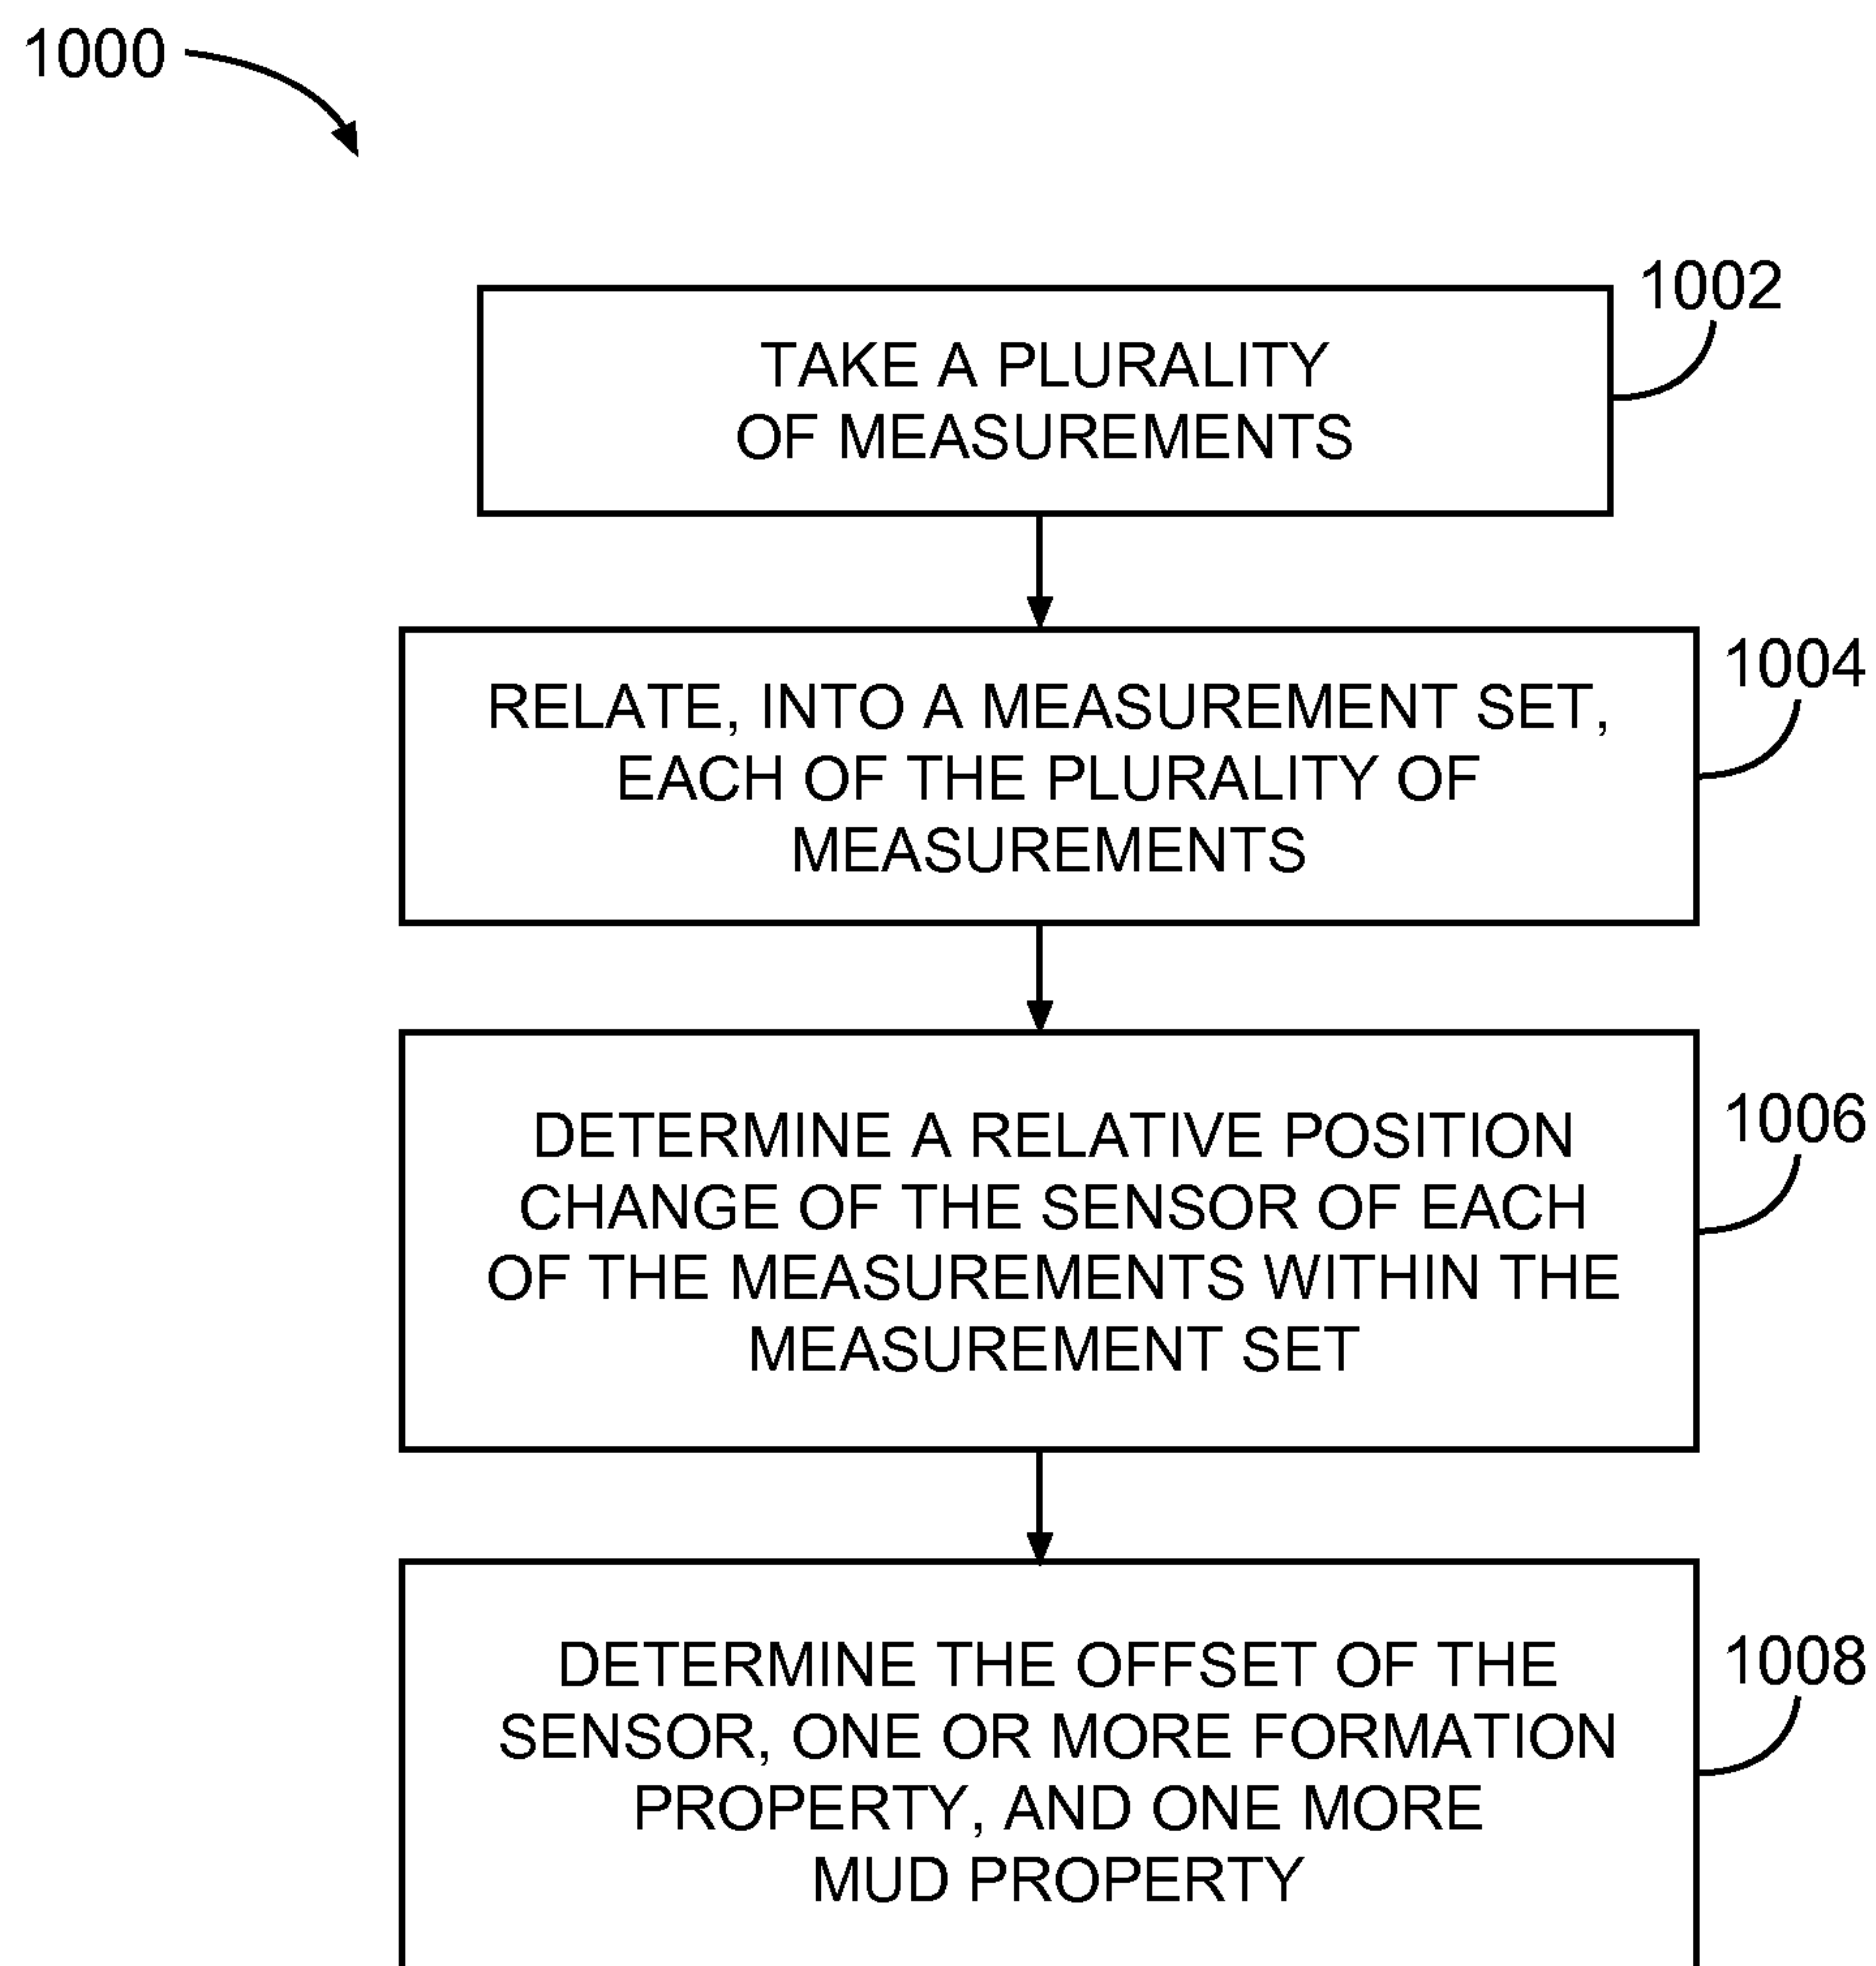 1000
1002
TAKE A PLURALITY
OF MEASUREMENTS
1004
RELATE, INTO A MEASUREMENT SET,
EACH OF THE PLURALITY OF
MEASUREMENTS
1006
DETERMINE A RELATIVE POSITION
CHANGE OF THE SENSOR OF EACH
OF THE MEASUREMENTS WITHIN THE
MEASUREMENT SET
1008
DETERMINE THE OFFSET OF THE
SENSOR, ONE OR MORE FORMATION
PROPERTY, AND ONE MORE
MUD PROPERTY